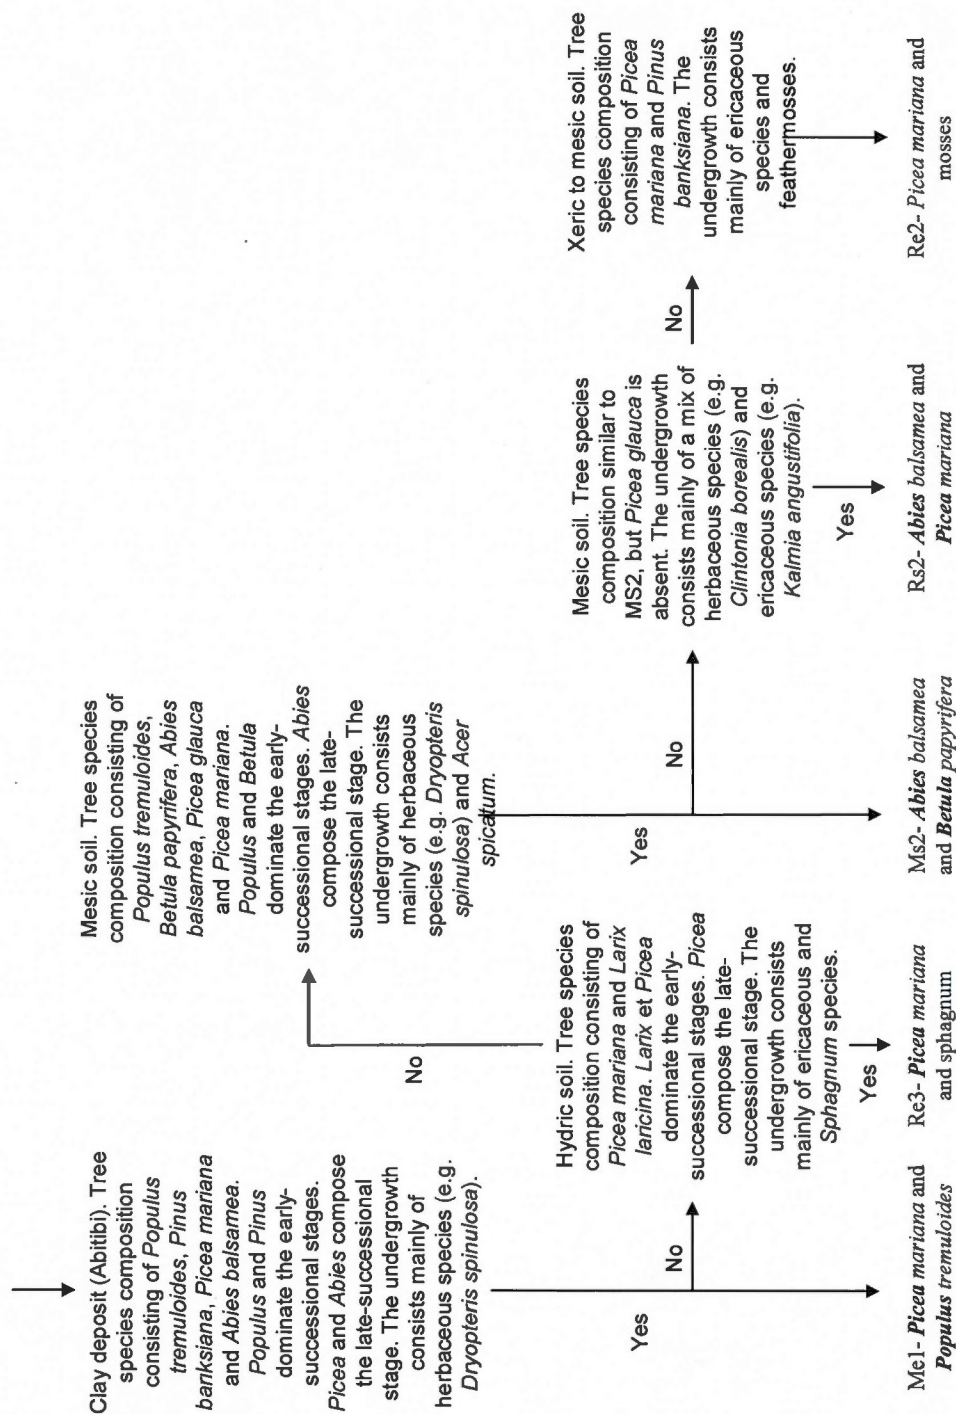 Clay deposit (Abitibi). Tree
species composition
consisting of Populus
tremuloides, Pinus
banksiana, Picea mariana
and Abies balsamea.
Populus and Pinus
dominate the early-
successional stages.
Picea and Abies compose
the late-successional
stage. The undergrowth
consists mainly of
herbaceous species (e.g.
Dryopteris spinulosa).
Yes
No
Me1- Picea mariana and
Populus tremuloides
Hydric soil. Tree species
composition consisting of
Picea mariana and Larix
laricina. Larix et Picea
dominate the early-
successional stages. Picea
compose the late-
successional stage. The
undergrowth consists
mainly of ericaceous and
Sphagnum species.
No
Yes
Re3- Picea mariana
and sphagnum
Mesic soil. Tree species
composition consisting of
Populus tremuloides,
Betula papyrifera, Abies
balsamea, Picea glauca
and Picea mariana.
Populus and Betula
dominate the early-
successional stages. Abies
compose the late-
successional stage. The
undergrowth consists
mainly of herbaceous
species (e.g. Dryopteris
spinulosa) and Acer
spicatum.
Yes
No
Ms2- Abies balsamea
and Betula papyrifera
Mesic soil. Tree species
composition similar to
MS2, but Picea glauca is
absent. The undergrowth
consists mainly of a mix of
herbaceous species (e.g.
Clintonia borealis) and
ericaceous species (e.g.
Kalmia angustifolia).
Yes
No
Rs2- Abies balsamea and
Picea mariana
Xeric to mesic soil. Tree
species composition
consisting of Picea
mariana and Pinus
banksiana. The
undergrowth consists
mainly of ericaceous
species and
feathermosses.
Re2- Picea mariana and
mosses